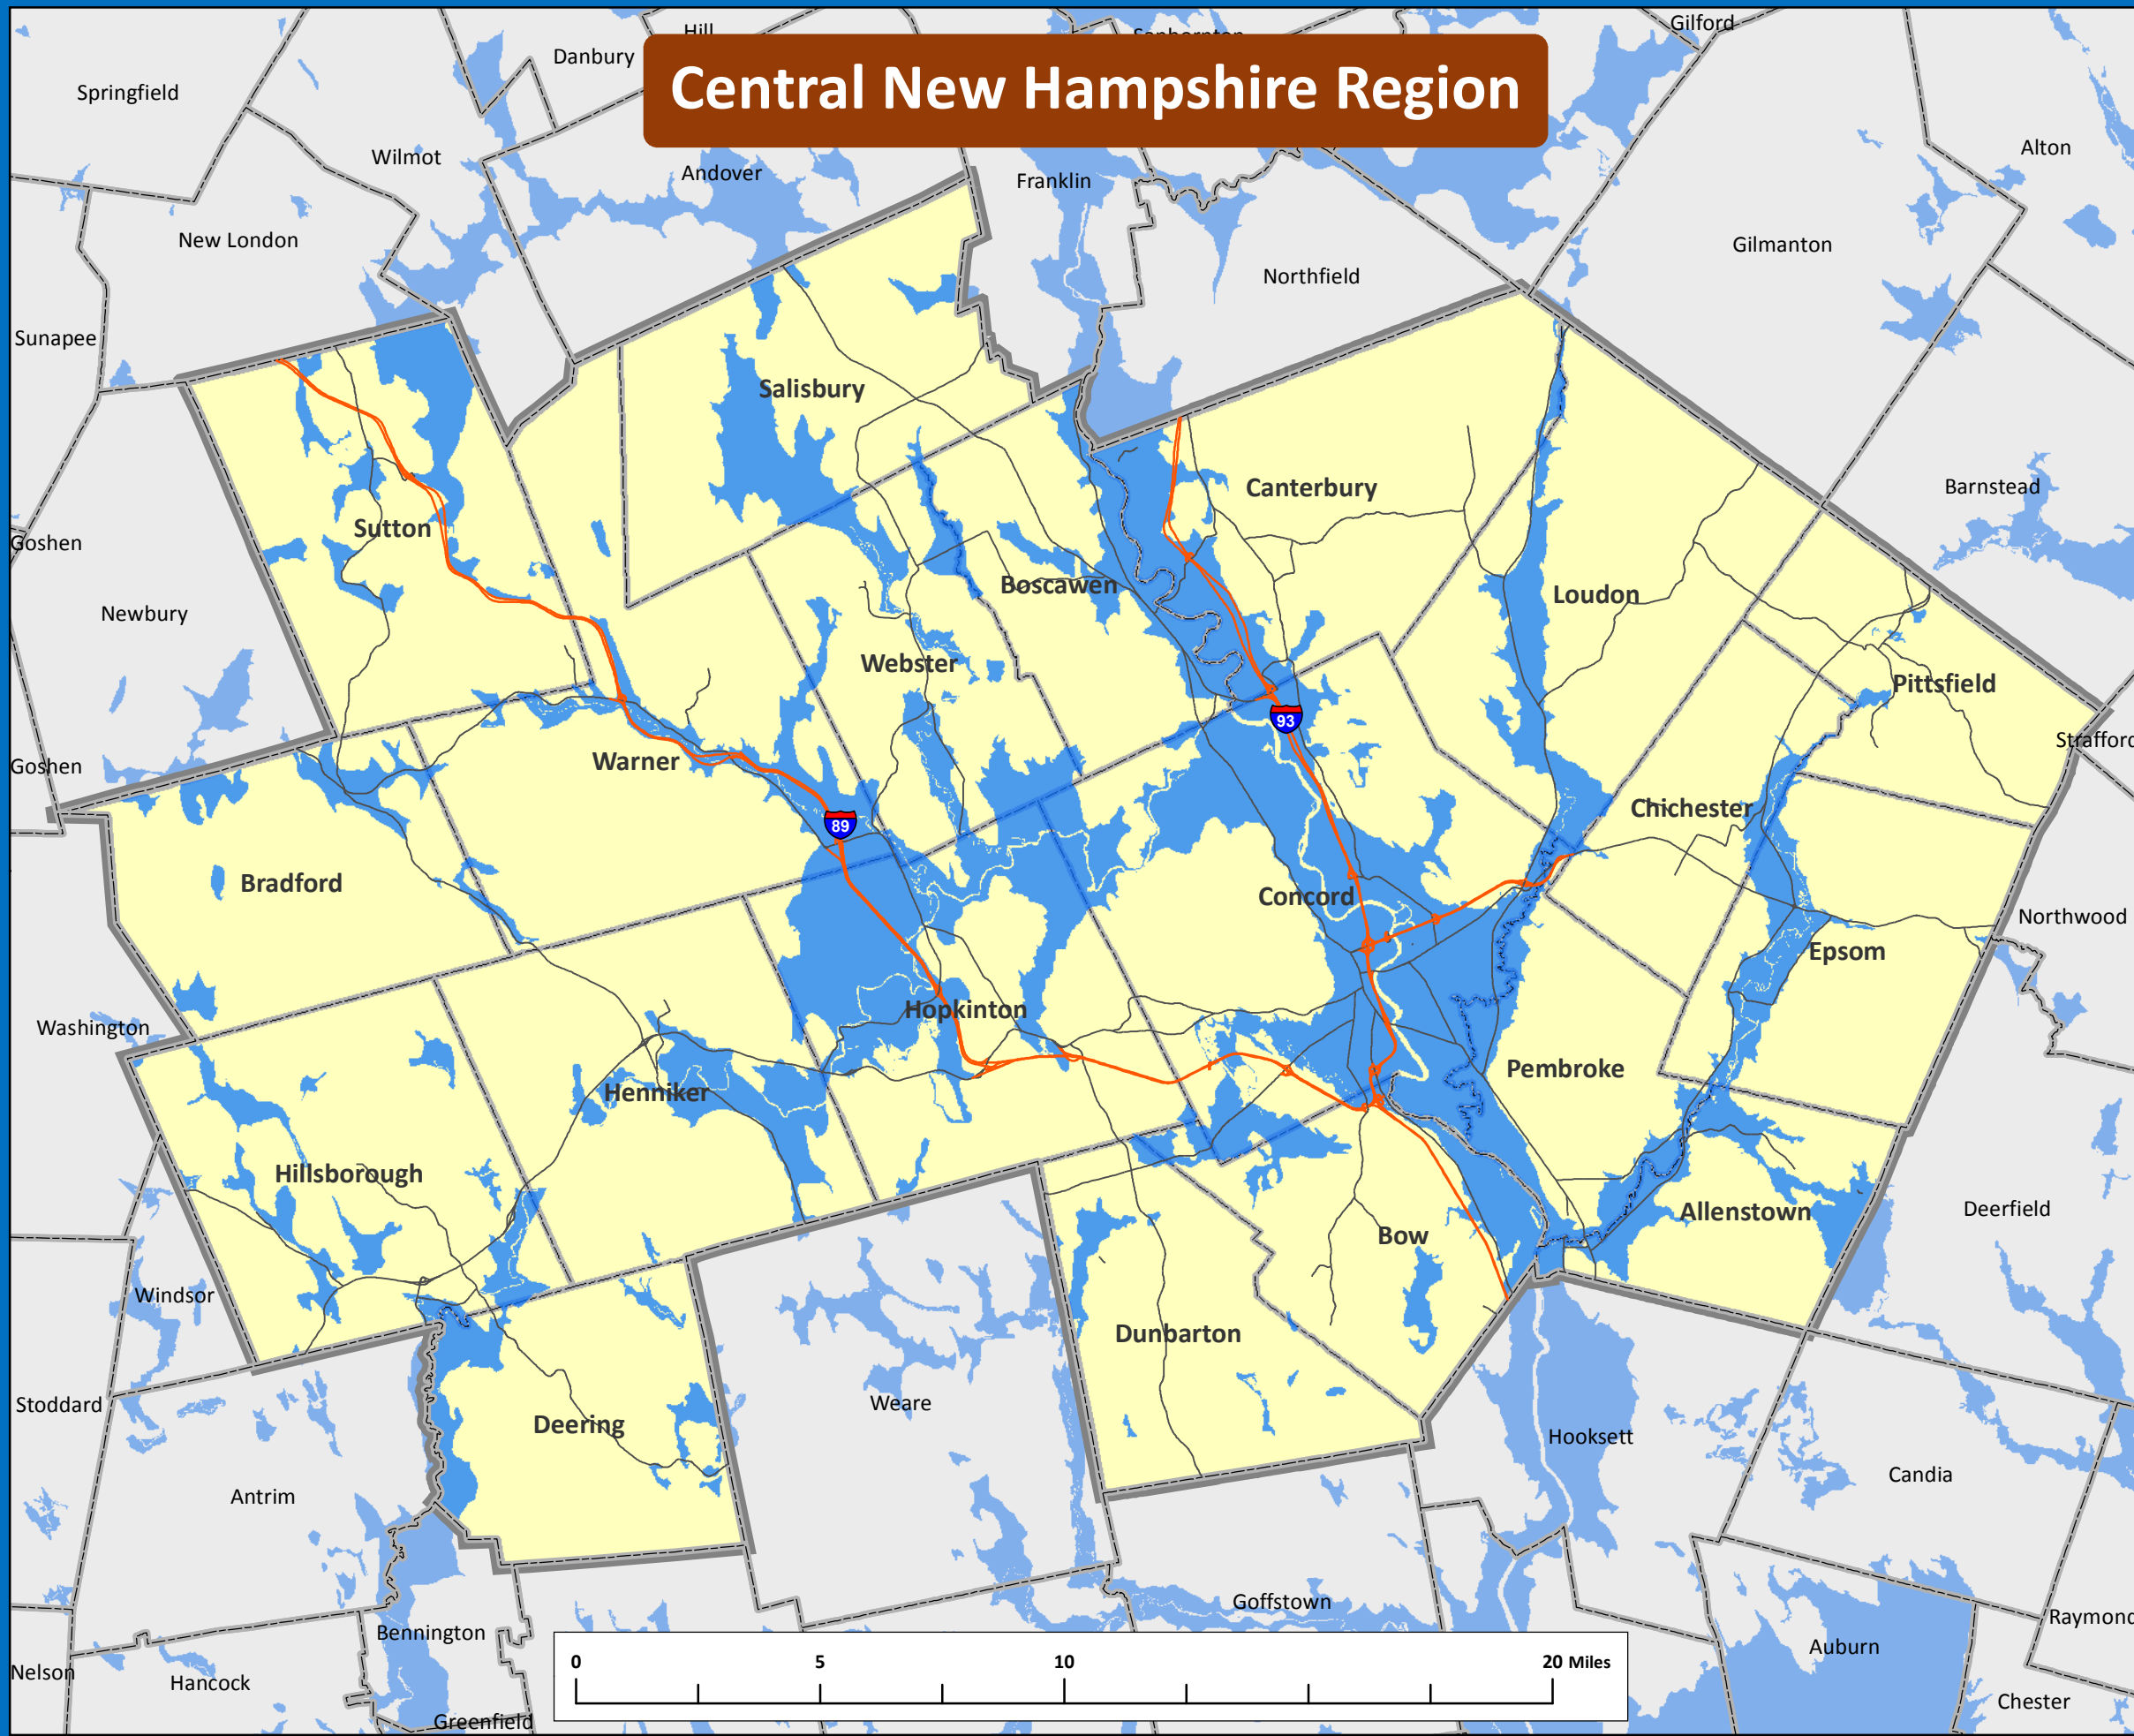 Gilford
Hill
Sanbornton
Danbury
Central New Hampshire Region
Springfield
Wilmot
Alton
Andover
Franklin
New London
Gilmanton
Northfield
Sunapee
Salisbury
Canterbury
Barnstead
Sutton
Goshen
Boscawen
Loudon
Newbury
Webster
Pittsfield
93
Strafford
Warner
Goshen
Chichester
89
Bradford
Concord
Northwood
Epsom
Hopkinton
Washington
Pembroke
Henniker
Hillsborough
Allenstown
Deerfield
Bow
Windsor
Dunbarton
Stoddard
Weare
Deering
Hooksett
Candia
Antrim
Goffstown
Raymond
Bennington
Auburn
0 5 10 20 Miles
Nelson
Hancock
Chester
Greenfield